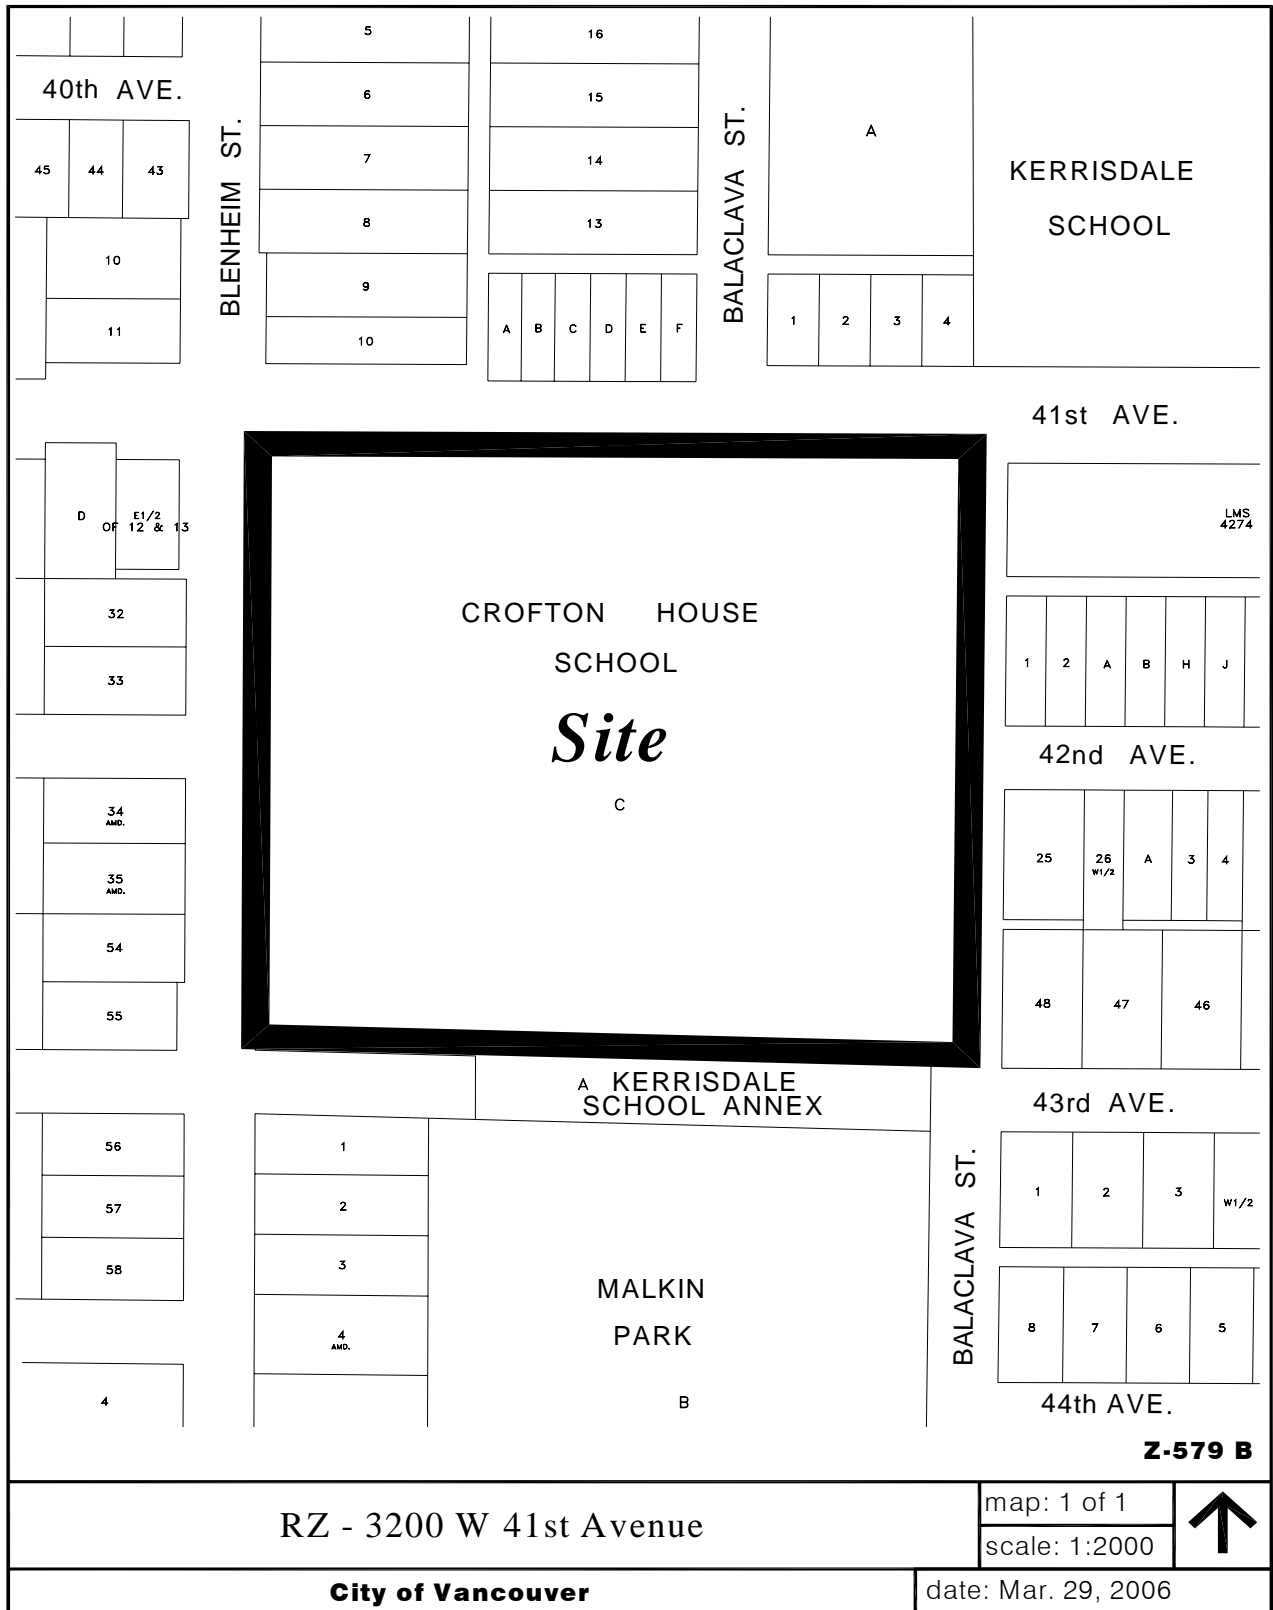 5
16
40th AVE.
6
15
BLENHEIM ST.
BALACLAVA ST.
A
45
44
43
7
14
KERRISDALE
SCHOOL
8
13
10
9
11
10
A
B
C
D
E
F
1
2
3
4
41st AVE.
D
E1/2
OF 12 & 13
LMS
4274
32
33
CROFTON HOUSE
SCHOOL
Site
C
1
2
A
B
H
J
42nd AVE.
34
AMD.
35
AMD.
54
55
25
26
W1/2
A
3
4
48
47
46
A KERRISDALE
SCHOOL ANNEX
43rd AVE.
56
57
58
1
2
3
4
AMD.
4
MALKIN
PARK
B
BALACLAVA ST.
1
2
3
W1/2
8
7
6
5
44th AVE.
Z-579 B
RZ - 3200 W 41st Avenue
map: 1 of 1
scale: 1:2000
City of Vancouver
date: Mar. 29, 2006